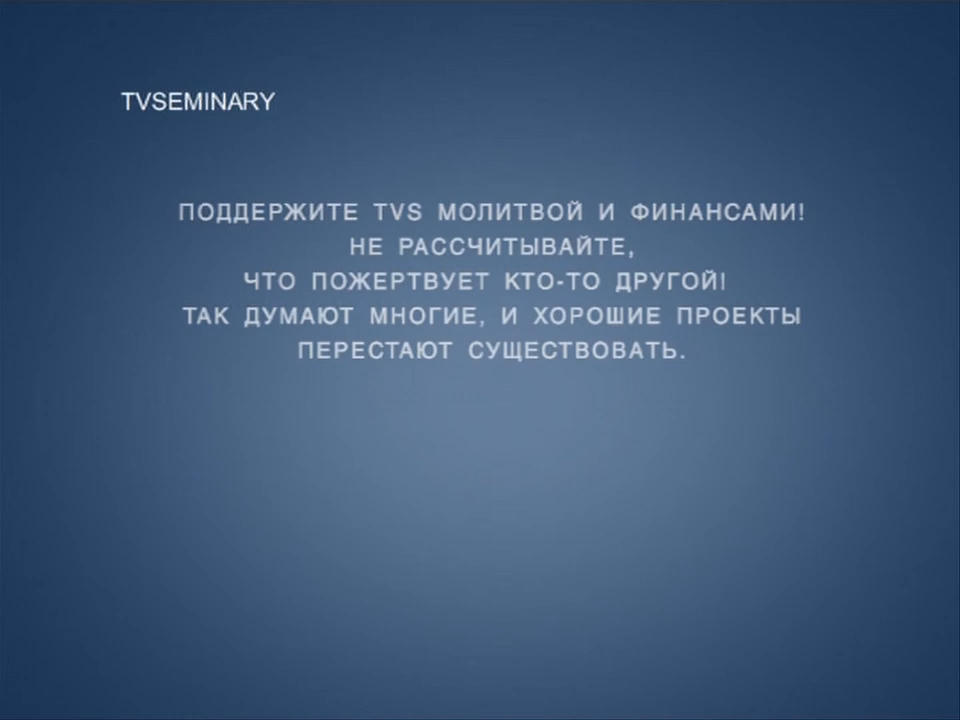 TVSEMINARY
ПОДДЕРЖИТЕ TVS МОЛИТВОЙ И ФИНАНСАМИ!
НЕ РАССЧИТЫВАЙТЕ,
ЧТО ПОЖЕРТВУЕТ КТО-ТО ДРУГОЙ!
ТАК ДУМАЮТ МНОГИЕ, И ХОРОШИЕ ПРОЕКТЫ
ПЕРЕСТАЮТ СУЩЕСТВОВАТЬ.